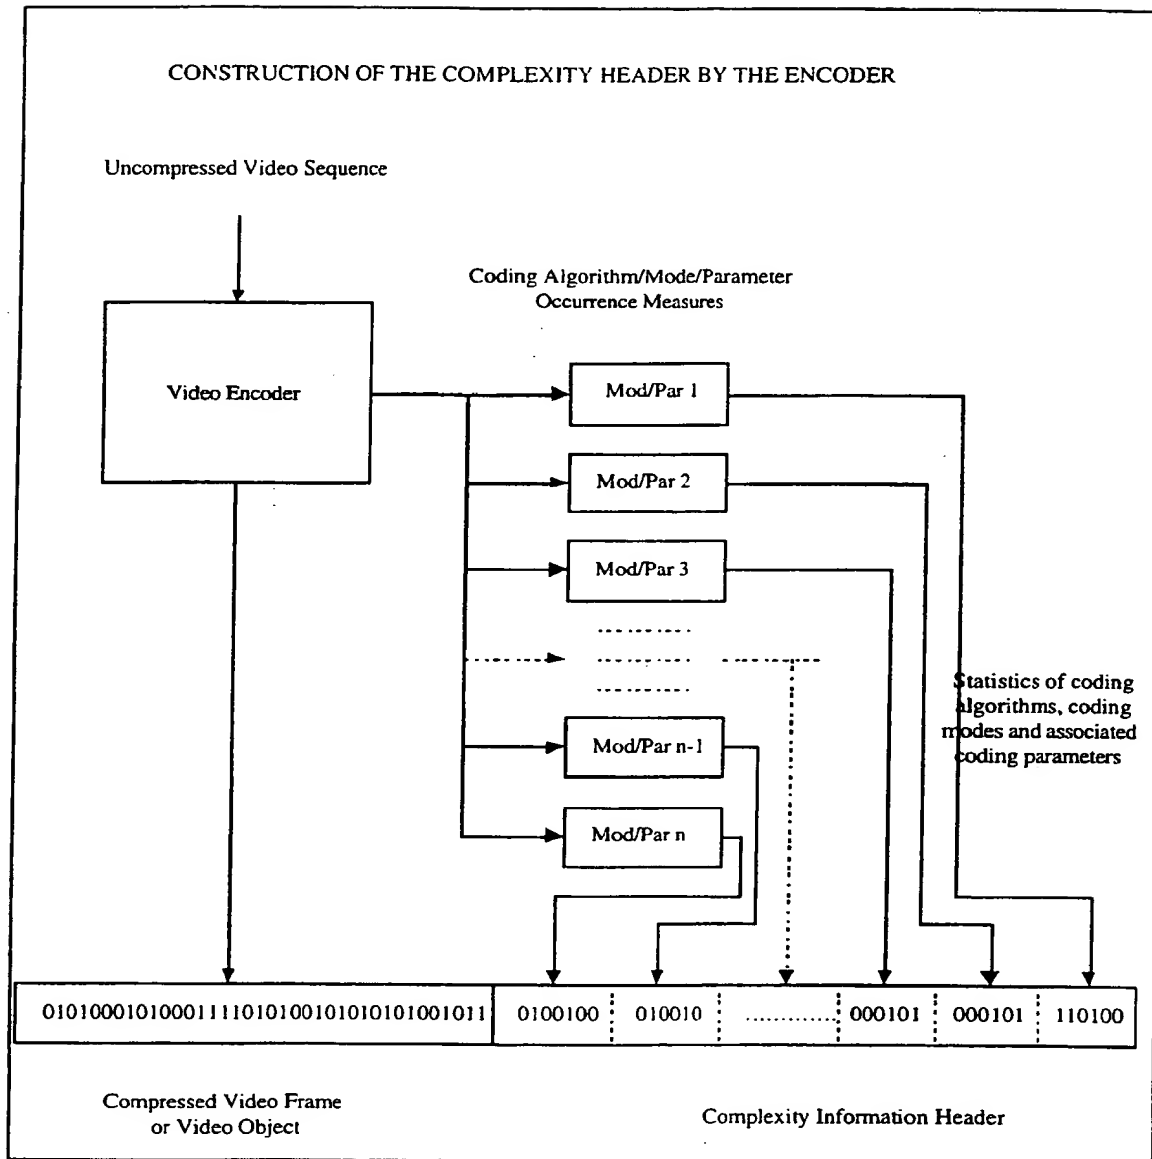 CONSTRUCTION OF THE COMPLEXITY HEADER BY THE ENCODER
Uncompressed Video Sequence
Coding Algorithm/Mode/Parameter
Occurrence Measures
Video Encoder
Mod/Par 1
Mod/Par 2
Mod/Par 3
Statistics of coding
algorithms, coding
modes and associated
coding parameters
Mod/Par n-1
Mod/Par n
0101000101000111101010010101010101001011
0100100
010010
.............
000101
000101
110100
Compressed Video Frame
or Video Object
Complexity Information Header